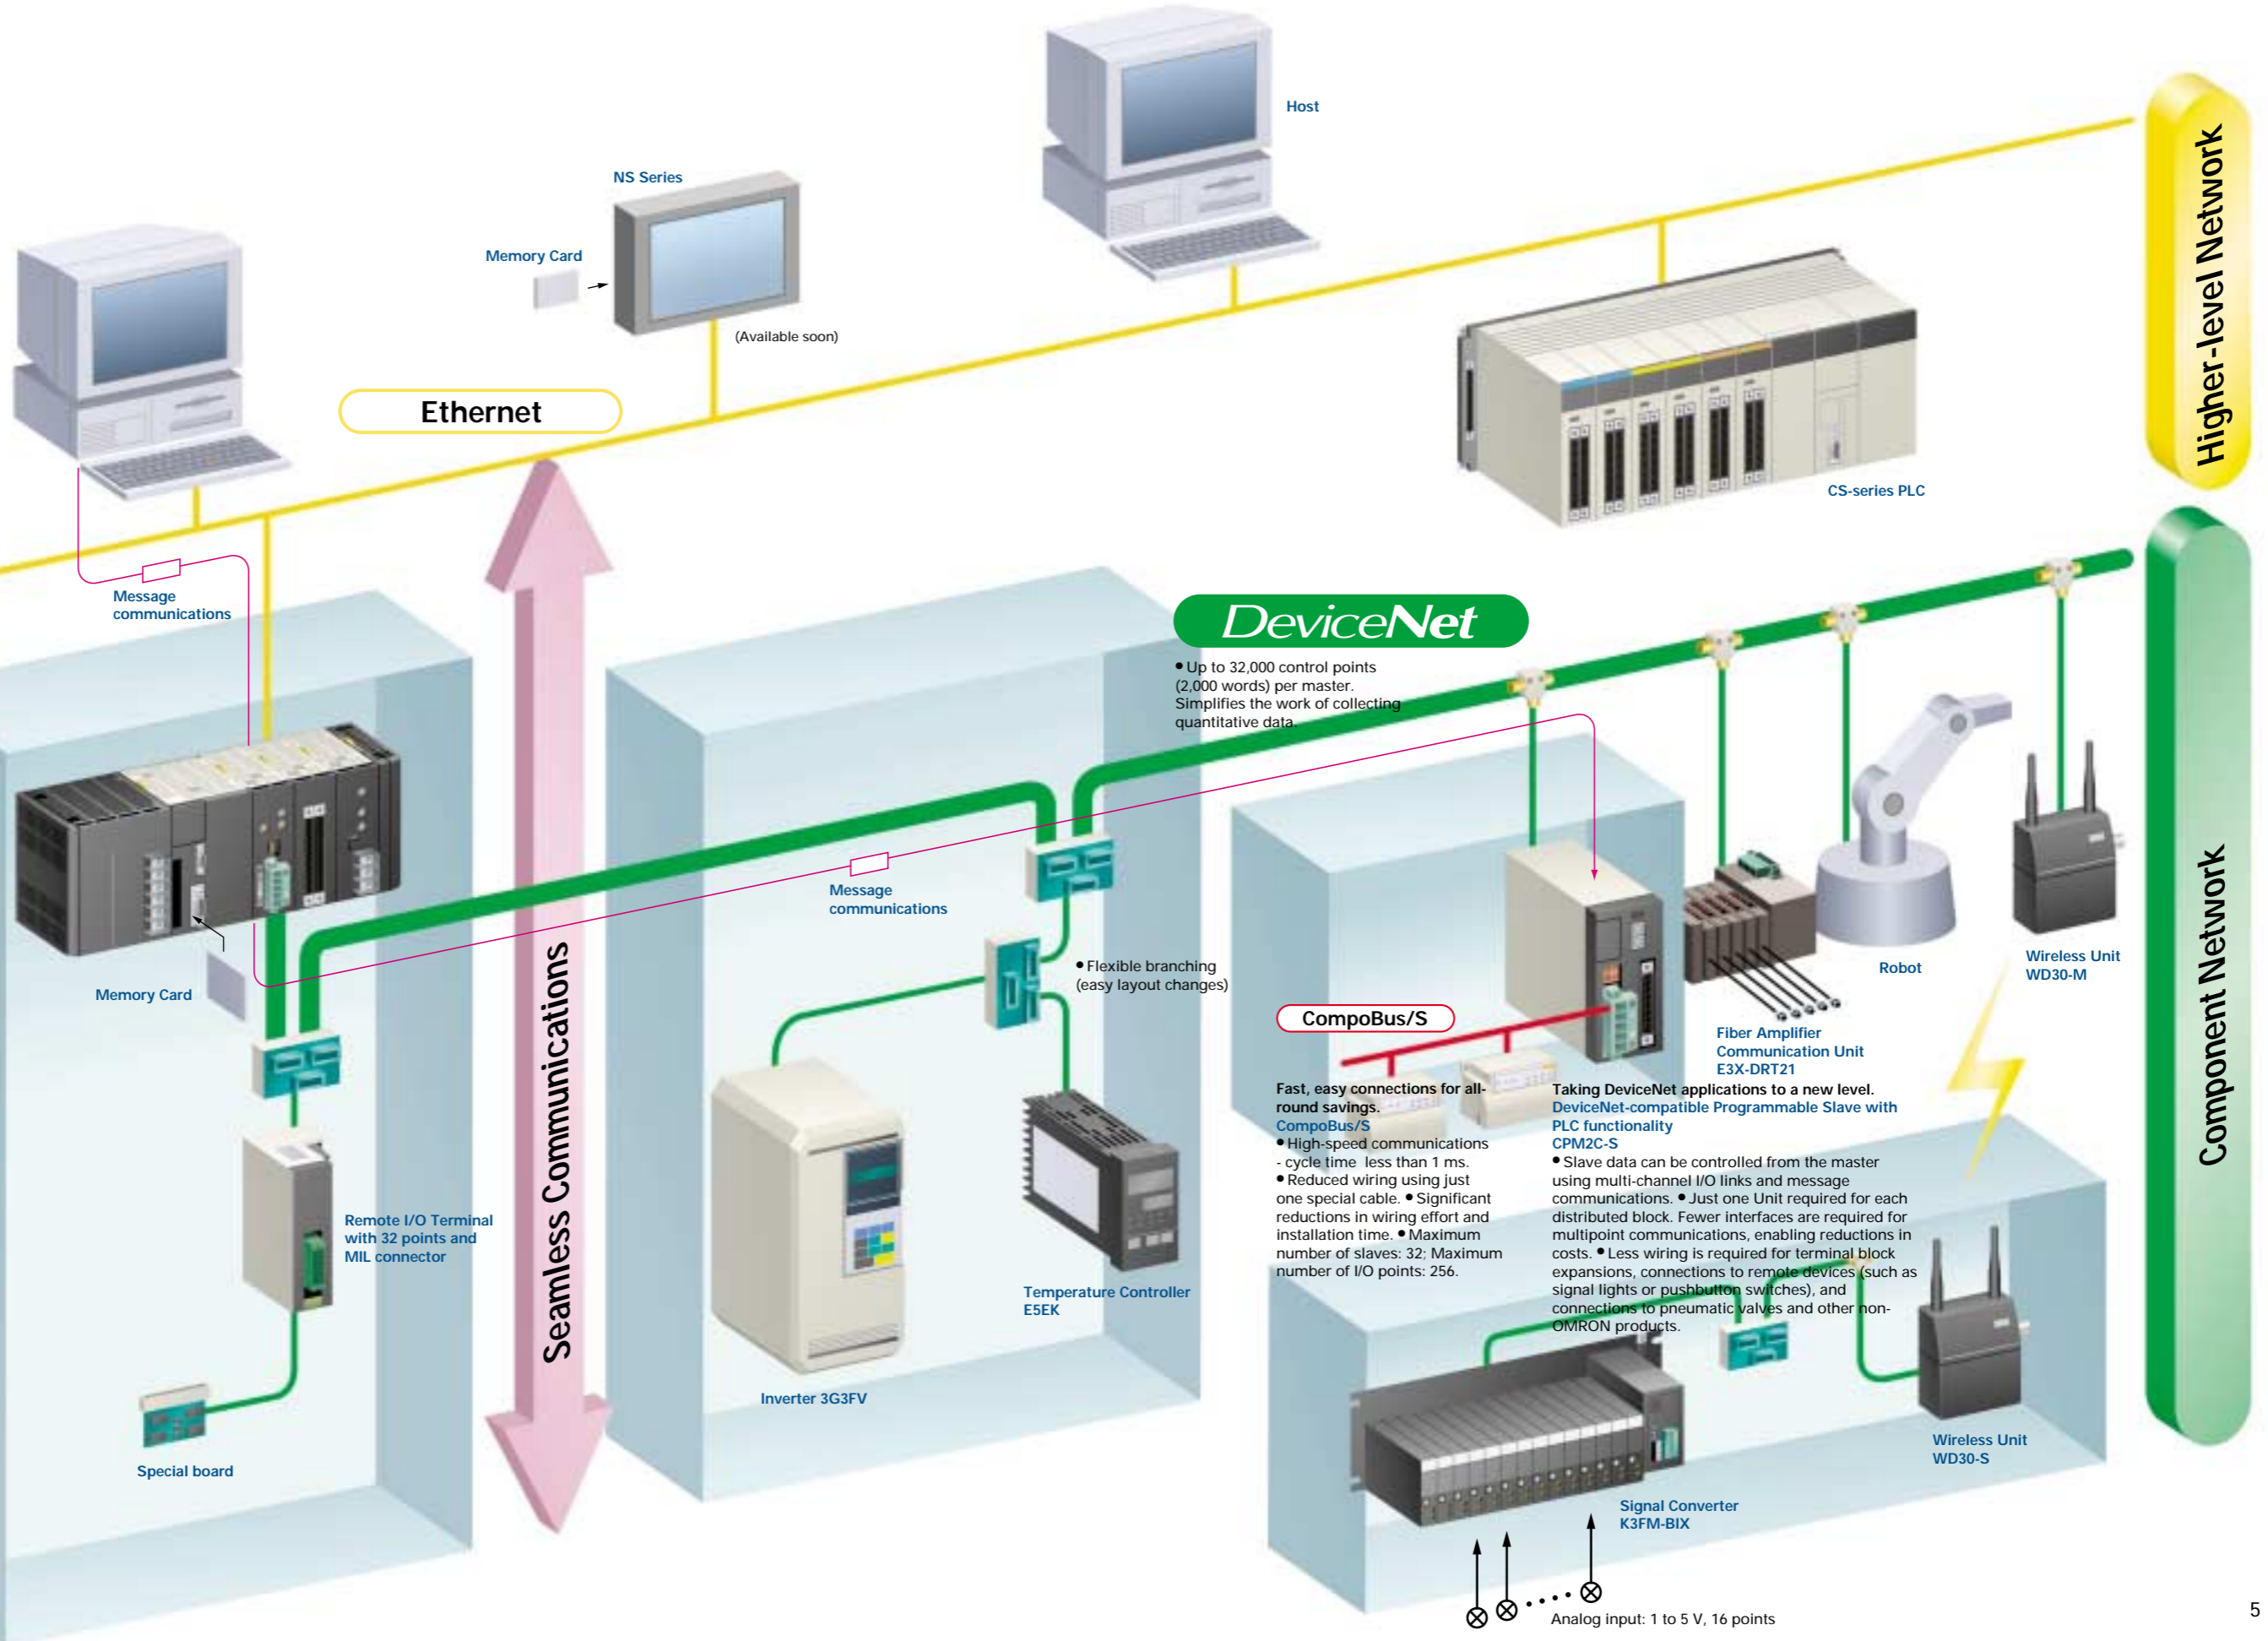 Host
NS Series
Memory Card
(Available soon)
Ethernet
CS-series PLC
Higher-level Network
Message
communications
DeviceNet
● Up to 32,000 control points
(2,000 words) per master.
Simplifies the work of collecting
quantitative data.
Message
communications
Memory Card
● Flexible branching
(easy layout changes)
Seamless Communications
Component Network
Robot
Wireless Unit
WD30-M
CompoBus/S
Fiber Amplifier
Communication Unit
E3X-DRT21
Fast, easy connections for all-
round savings.
CompoBus/S
● High-speed communications
- cycle time less than 1 ms.
● Reduced wiring using just
one special cable. ● Significant
reductions in wiring effort and
installation time. ● Maximum
number of slaves: 32; Maximum
number of I/O points: 256.
Taking DeviceNet applications to a new level.
DeviceNet-compatible Programmable Slave with
PLC functionality
CPM2C-S
● Slave data can be controlled from the master
using multi-channel I/O links and message
communications. ● Just one Unit required for each
distributed block. Fewer interfaces are required for
multipoint communications, enabling reductions in
costs. ● Less wiring is required for terminal block
expansions, connections to remote devices (such as
signal lights or pushbutton switches), and
connections to pneumatic valves and other non-
OMRON products.
Remote I/O Terminal
with 32 points and
MIL connector
Temperature Controller
E5EK
Inverter 3G3FV
Special board
Wireless Unit
WD30-S
Signal Converter
K3FM-BIX
Analog input: 1 to 5 V, 16 points
5